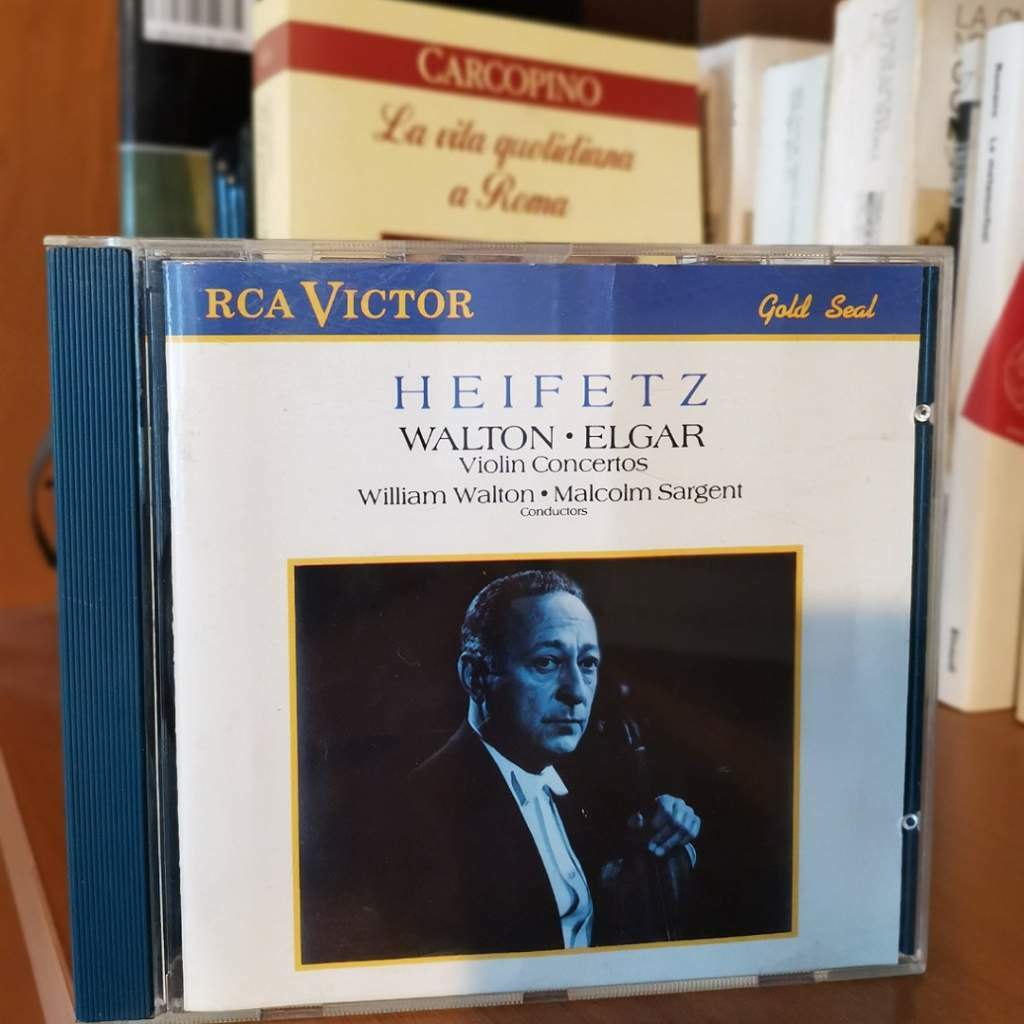 CARCOPINO
La vita quotidiana
a Roma
RCA VICTOR
Gold Seal
HEIFETZ
WALTON • ELGAR
Violin Concertos
William Walton • Malcolm Sargent
Conductors